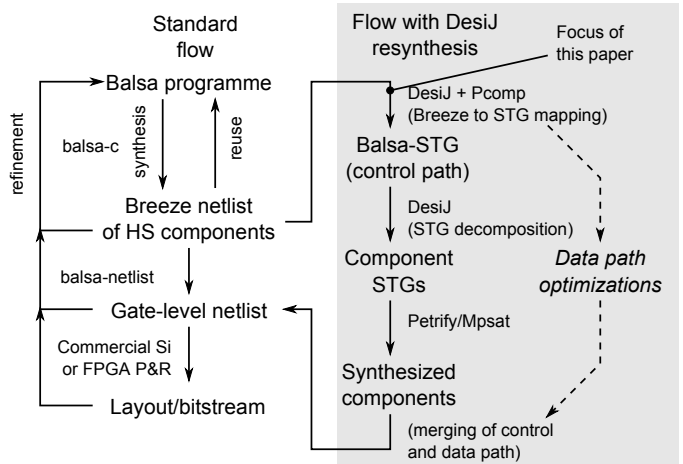 Standard
flow
Balsa programme
balsa-c
synthesis
reuse
refinement
Breeze netlist
of HS components
balsa-netlist
Gate-level netlist
Commercial Si
or FPGA P&R
Layout/bitstream
Flow with DesiJ
resynthesis
Focus of
this paper
DesiJ + Pcomp
(Breeze to STG mapping)
Balsa-STG
(control path)
DesiJ
(STG decomposition)
Component
STGs
Data path
optimizations
Petrify/Mpsat
Synthesized
components
(merging of control
and data path)